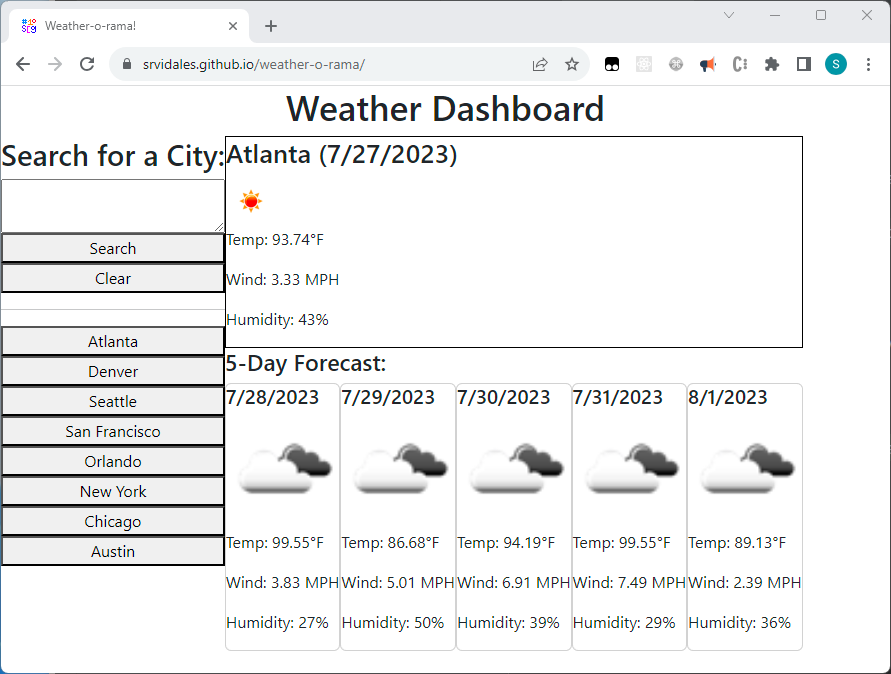 Weather-o-rama!
srvidales.github.io/weather-o-rama/
S
Weather Dashboard
Search for a City:
Search
Clear
Atlanta
Denver
Seattle
San Francisco
Orlando
New York
Chicago
Austin
Atlanta (7/27/2023)
Temp: 93.74°F
Wind: 3.33 MPH
Humidity: 43%
5-Day Forecast:
7/28/2023
Temp: 99.55°F
Wind: 3.83 MPH
Humidity: 27%
7/29/2023
Temp: 86.68°F
Wind: 5.01 MPH
Humidity: 50%
7/30/2023
Temp: 94.19°F
Wind: 6.91 MPH
Humidity: 39%
7/31/2023
Temp: 99.55°F
Wind: 7.49 MPH
Humidity: 29%
8/1/2023
Temp: 89.13°F
Wind: 2.39 MPH
Humidity: 36%